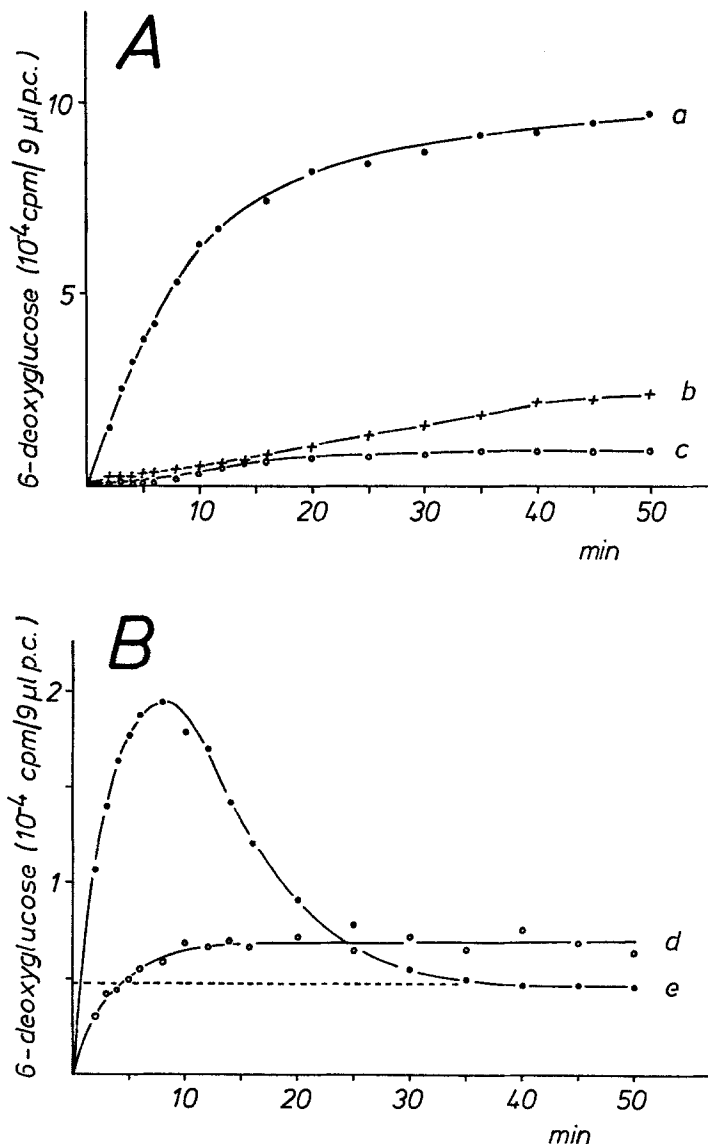 A
6-deoxyglucose (10⁻⁴cpm/ 9 µl p.c.)
10
5
a
b
c
10 20 30 40 50
min
B
6-deoxyglucose (10⁻⁴ cpm/9 µl p.c.)
2
1
d
e
10 20 30 40 50
min